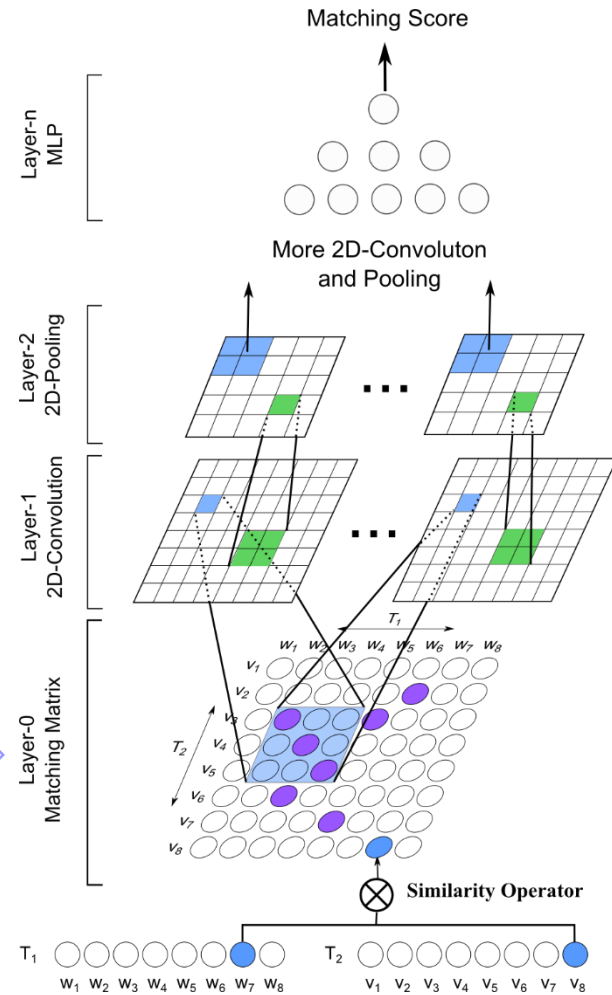 Matching Score
Layer-n
MLP
More 2D-Convoluton
and Pooling
Layer-2
2D-Pooling
Layer-1
2D-Convolution
Layer-0
Matching Matrix
T1
w1 w2 w3 w4 w5 w6 w7 w8
T2
v1
v2
v3
v4
v5
v6
v7
v8
Similarity Operator
T1
w1 w2 w3 w4 w5 w6 w7 w8
T2
v1 v2 v3 v4 v5 v6 v7 v8